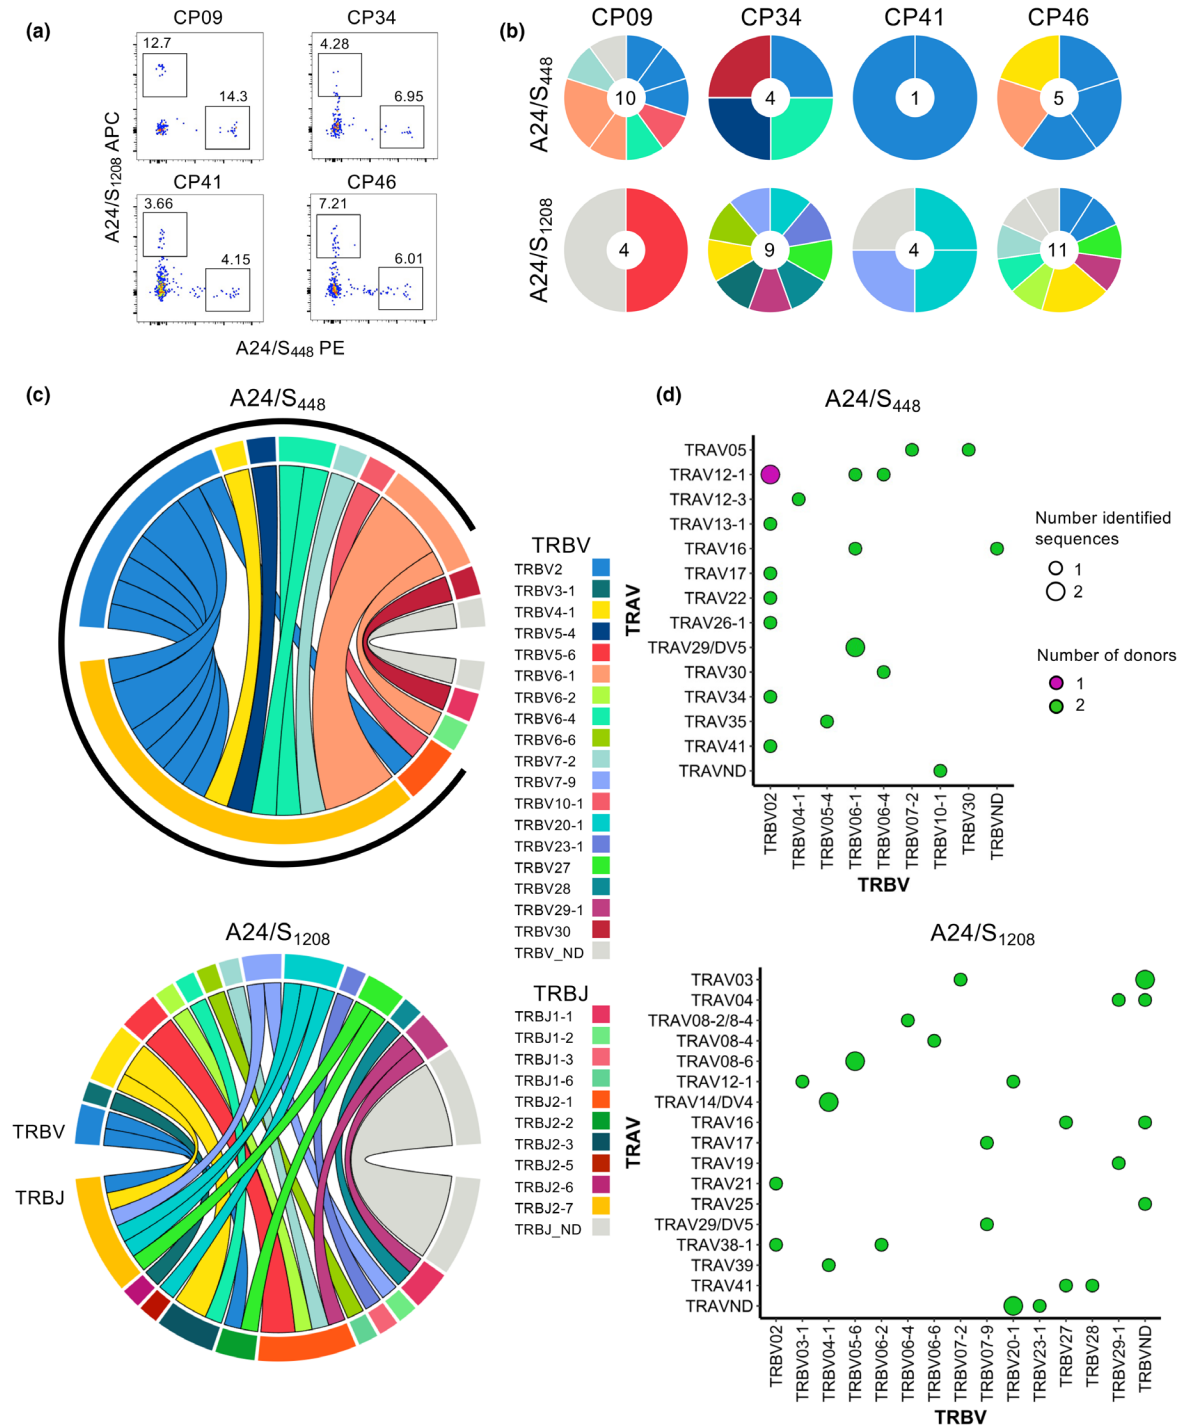 (a)
CP09
CP34
12.7
14.3
4.28
6.95
CP41
CP46
3.66
4.15
7.21
6.01
A24/S1208 APC
A24/S448 PE
(b)
CP09
CP34
CP41
CP46
A24/S448
10
4
1
5
A24/S1208
4
9
4
11
(c)
A24/S448
A24/S1208
TRBV
TRBJ
TRBV
TRBV2
TRBV3-1
TRBV4-1
TRBV5-4
TRBV5-6
TRBV6-1
TRBV6-2
TRBV6-4
TRBV6-6
TRBV7-2
TRBV7-9
TRBV10-1
TRBV20-1
TRBV23-1
TRBV27
TRBV28
TRBV29-1
TRBV30
TRBV_ND
TRBJ
TRBJ1-1
TRBJ1-2
TRBJ1-3
TRBJ1-6
TRBJ2-1
TRBJ2-2
TRBJ2-3
TRBJ2-5
TRBJ2-6
TRBJ2-7
TRBJ_ND
(d)
A24/S448
TRAV
TRAV05
TRAV12-1
TRAV12-3
TRAV13-1
TRAV16
TRAV17
TRAV22
TRAV26-1
TRAV29/DV5
TRAV30
TRAV34
TRAV35
TRAV41
TRAVND
TRBV02
TRBV04-1
TRBV05-4
TRBV06-1
TRBV06-4
TRBV07-2
TRBV10-1
TRBV30
TRBVND
TRBV
Number identified
sequences
1
2
Number of donors
1
2
A24/S1208
TRAV
TRAV03
TRAV04
TRAV08-2/8-4
TRAV08-4
TRAV08-6
TRAV12-1
TRAV14/DV4
TRAV16
TRAV17
TRAV19
TRAV21
TRAV25
TRAV29/DV5
TRAV38-1
TRAV39
TRAV41
TRAVND
TRBV02
TRBV03-1
TRBV04-1
TRBV05-6
TRBV06-2
TRBV06-4
TRBV06-6
TRBV07-2
TRBV07-9
TRBV20-1
TRBV23-1
TRBV27
TRBV28
TRBV29-1
TRBVND
TRBV